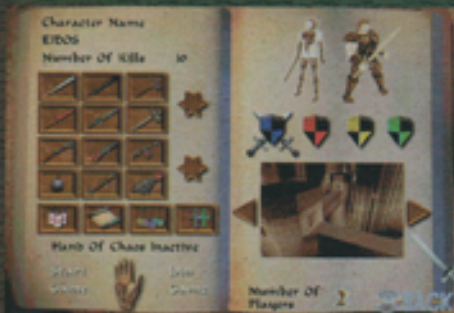 Character Name
EIDOS
Number Of Kills 10
Hand Of Chaos Inactive
Start Game
Join Game
Number Of Players 2
BACK